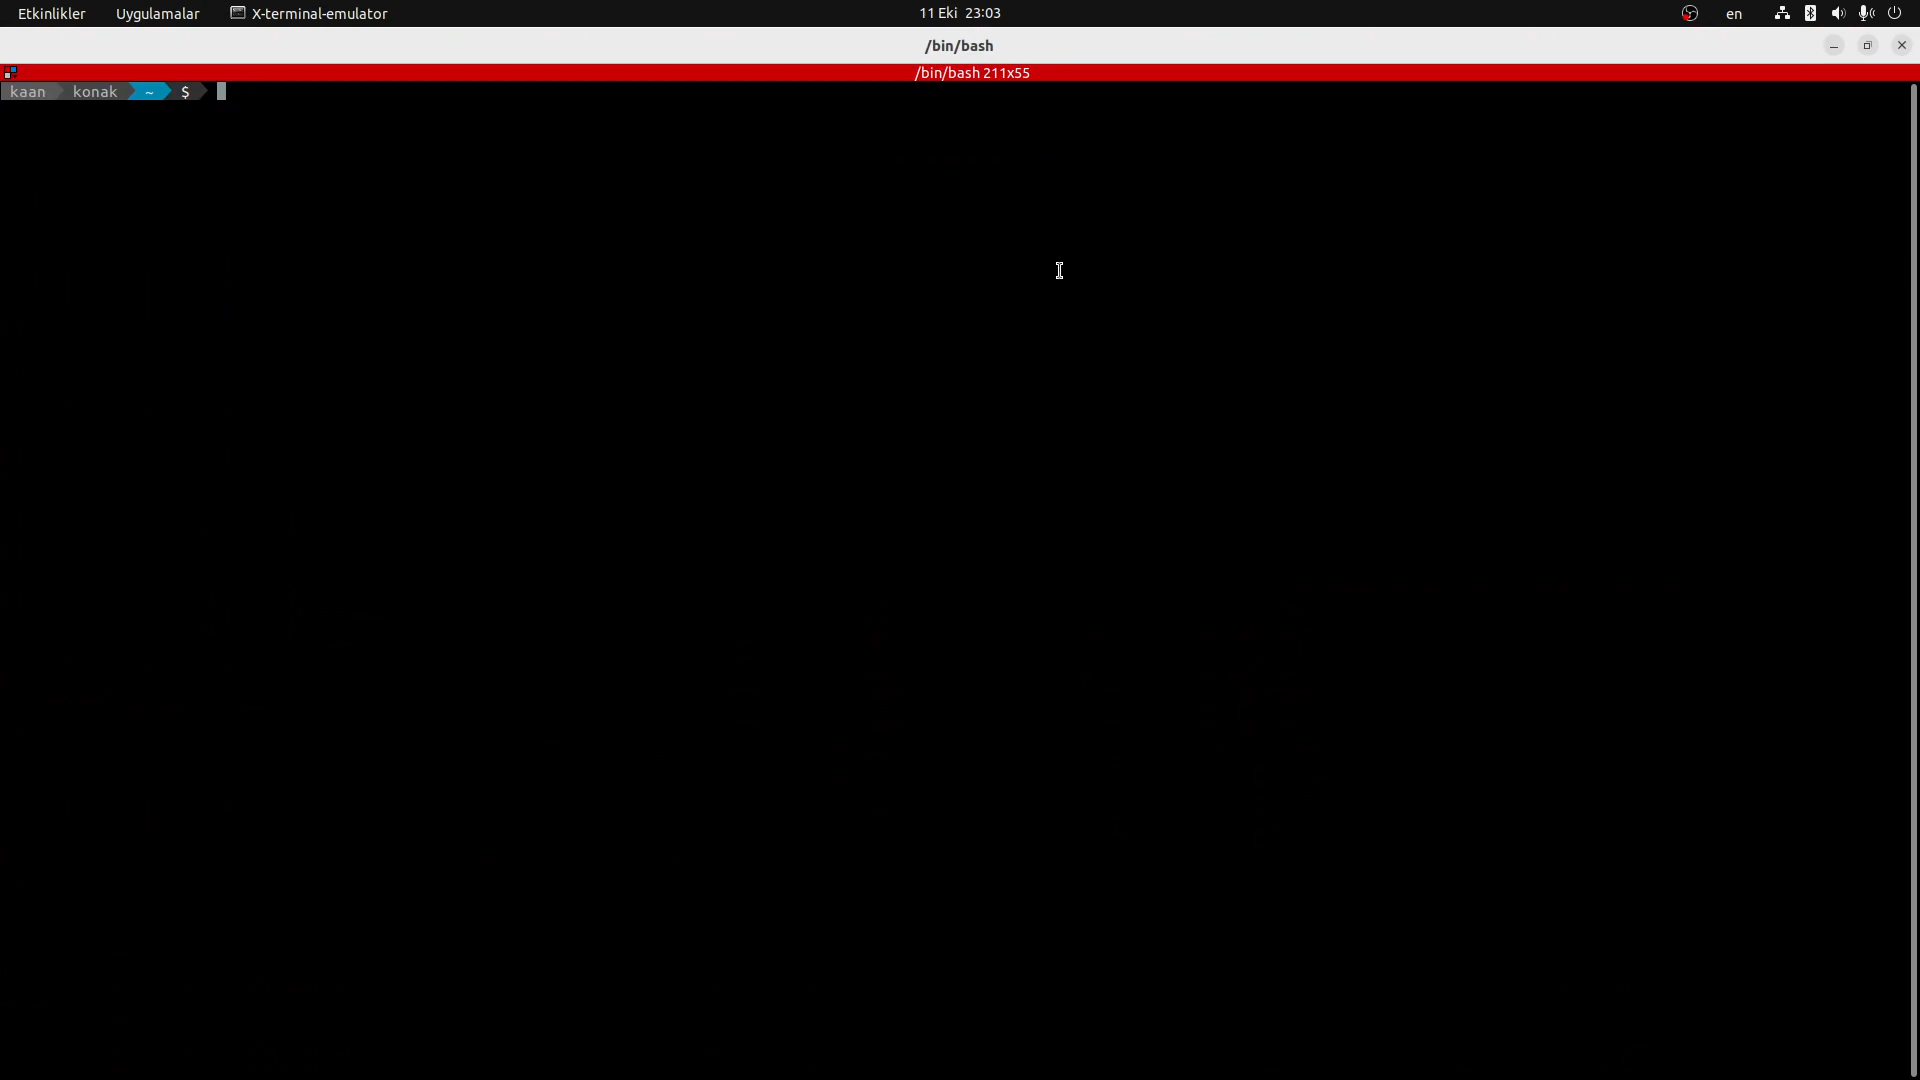 Etkinlikler Uygulamalar X-terminal-emulator 11 Eki 23:03 en
/bin/bash
/bin/bash 211x55
kaan konak ~ $